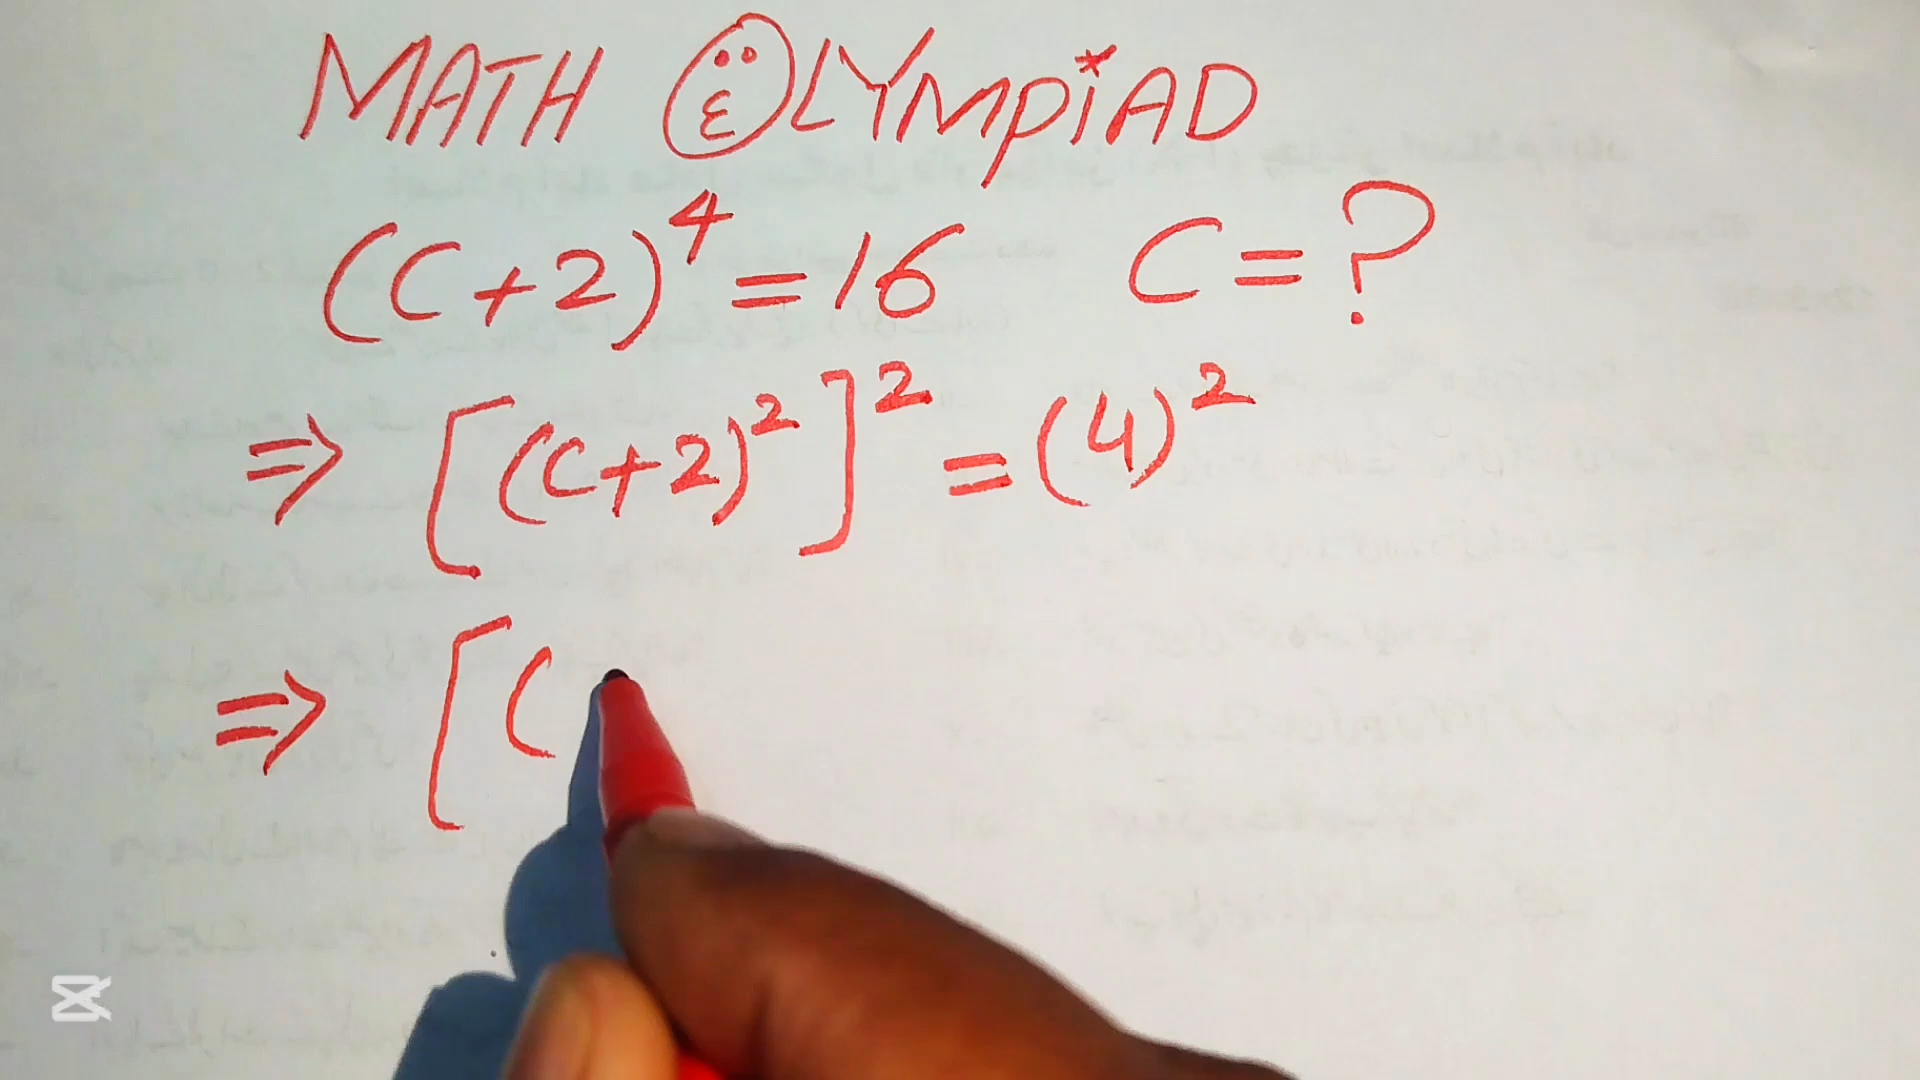 MATH OLYMPIAD
(C+2)⁴=16 C=?
⇒ [(C+2)²]² = (4)²
⇒ [(